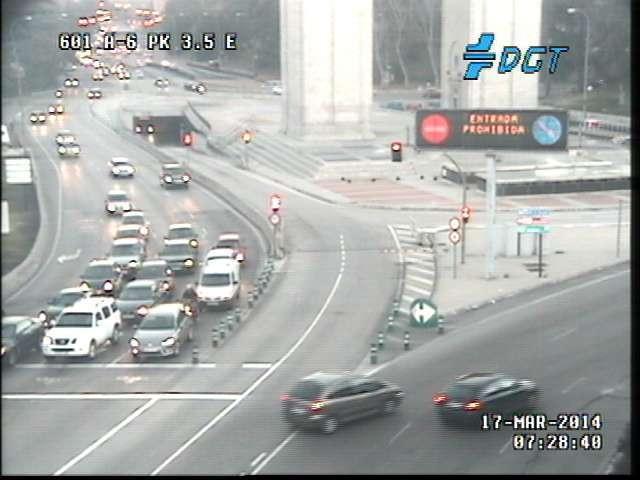 601 A-6 PK 3.5 E
DGT
ENTRADA
PROHIBIDA
17-MAR-2014
07:28:40